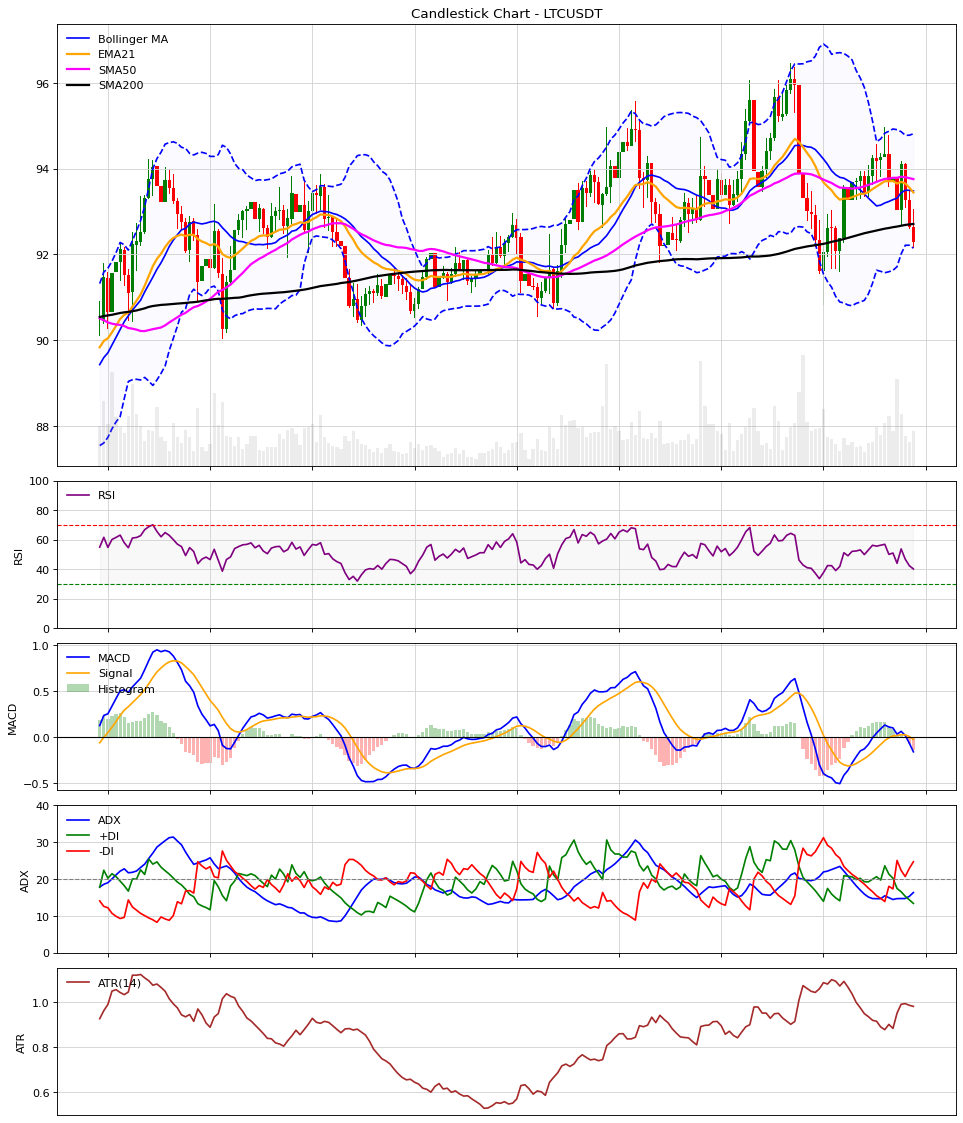 Candlestick Chart - LTCUSDT
Bollinger MA
EMA21
SMA50
SMA200
96
94
92
90
88
RSI
RSI
100
80
60
40
20
0
MACD
Signal
Histogram
MACD
1.0
0.5
0.0
−0.5
ADX
+DI
-DI
ADX
40
30
20
10
0
ATR(14)
ATR
1.0
0.8
0.6